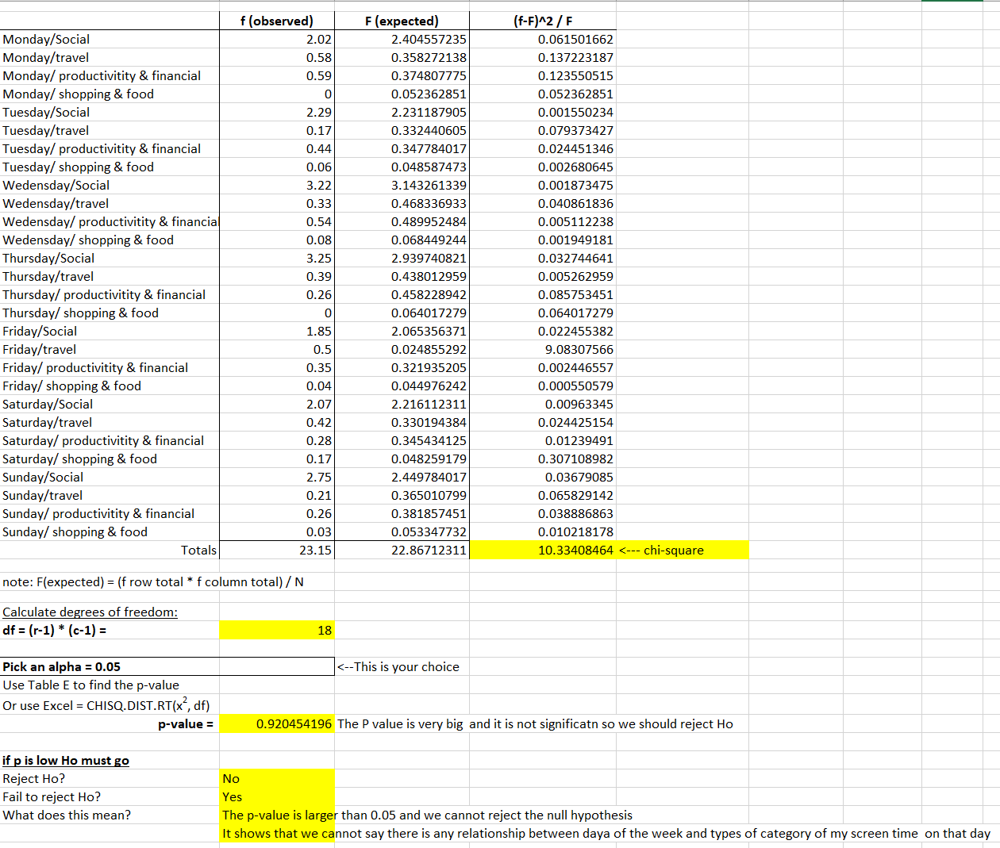 f (observed) F (expected) (f-F)^2 / F
Monday/Social 2.02 2.404557235 0.061501662
Monday/travel 0.58 0.358272138 0.137223187
Monday/ productivitity & financial 0.59 0.374807775 0.123550515
Monday/ shopping & food 0 0.052362851 0.052362851
Tuesday/Social 2.29 2.231187905 0.001550234
Tuesday/travel 0.17 0.332440605 0.079373427
Tuesday/ productivitity & financial 0.44 0.347784017 0.024451346
Tuesday/ shopping & food 0.06 0.048587473 0.002680645
Wedensday/Social 3.22 3.143261339 0.001873475
Wedensday/travel 0.33 0.468336933 0.040861836
Wedensday/ productivitity & financial 0.54 0.489952484 0.005112238
Wedensday/ shopping & food 0.08 0.068449244 0.001949181
Thursday/Social 3.25 2.939740821 0.032744641
Thursday/travel 0.39 0.438012959 0.005262959
Thursday/ productivitity & financial 0.26 0.458228942 0.085753451
Thursday/ shopping & food 0 0.064017279 0.064017279
Friday/Social 1.85 2.065356371 0.022455382
Friday/travel 0.5 0.024855292 9.08307566
Friday/ productivitity & financial 0.35 0.321935205 0.002446557
Friday/ shopping & food 0.04 0.044976242 0.000550579
Saturday/Social 2.07 2.216112311 0.00963345
Saturday/travel 0.42 0.330194384 0.024425154
Saturday/ productivitity & financial 0.28 0.345434125 0.01239491
Saturday/ shopping & food 0.17 0.048259179 0.307108982
Sunday/Social 2.75 2.449784017 0.03679085
Sunday/travel 0.21 0.365010799 0.065829142
Sunday/ productivitity & financial 0.26 0.381857451 0.038886863
Sunday/ shopping & food 0.03 0.053347732 0.010218178
Totals 23.15 22.86712311 10.33408464 <--- chi-square
note: F(expected) = (f row total * f column total) / N
Calculate degrees of freedom:
df = (r-1) * (c-1) = 18
Pick an alpha = 0.05 <--This is your choice
Use Table E to find the p-value
Or use Excel = CHISQ.DIST.RT(x², df)
p-value = 0.920454196 The P value is very big and it is not significatn so we should reject Ho
if p is low Ho must go
Reject Ho? No
Fail to reject Ho? Yes
What does this mean? The p-value is larger than 0.05 and we cannot reject the null hypothesis
It shows that we cannot say there is any relationship between daya of the week and types of category of my screen time on that day